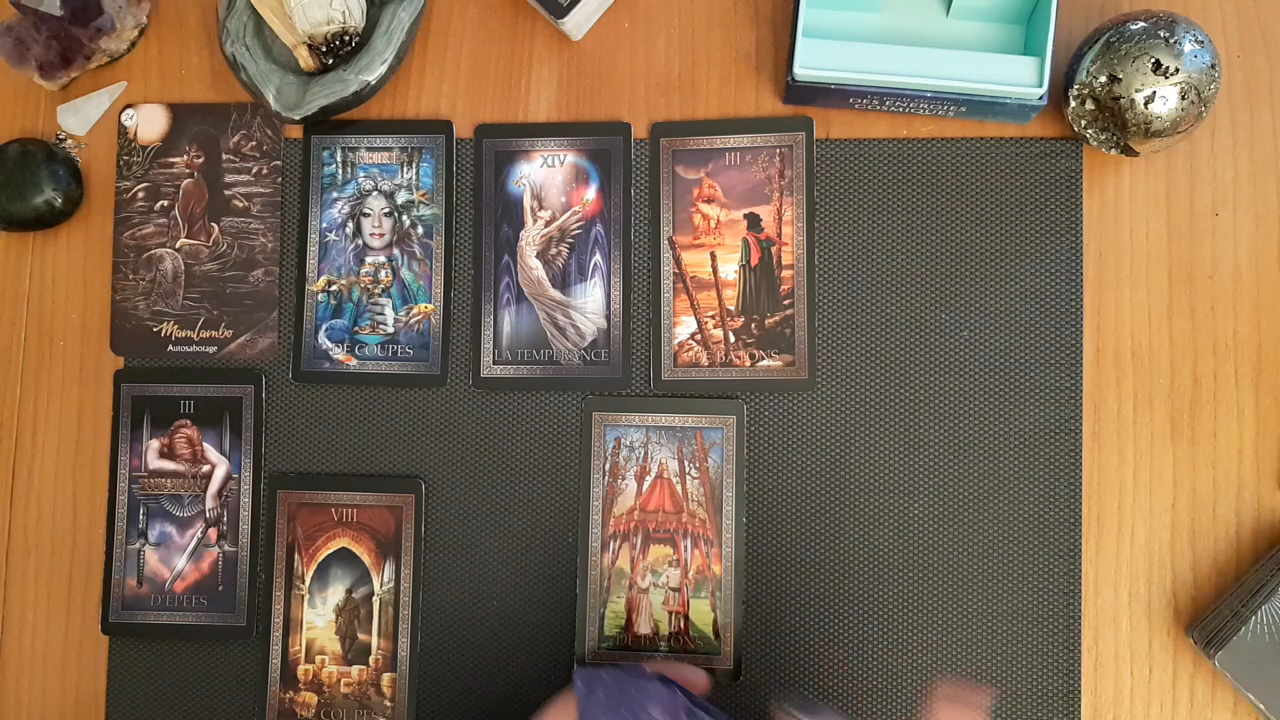 DES ENERGIES
COSMIQUES
24
Mamlambo
Autosabotage
REINE
DE COUPES
XIV
LA TEMPERANCE
III
DE BATONS
III
D'ÉPÉES
VIII
DE COUPES
IV
DE BATONS